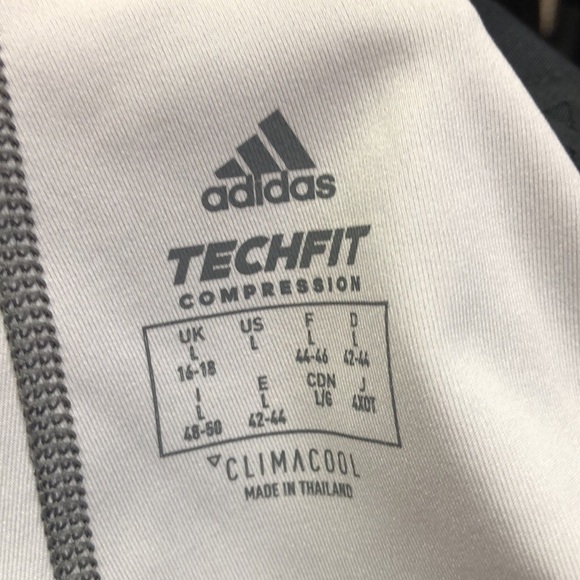 adidas
TECHFIT
COMPRESSION
UK US F D
L L L L
16-18 44-46 42-44
I E CDN J
L L L/G 4XOT
48-50 42-44
CLIMACOOL
MADE IN THAILAND